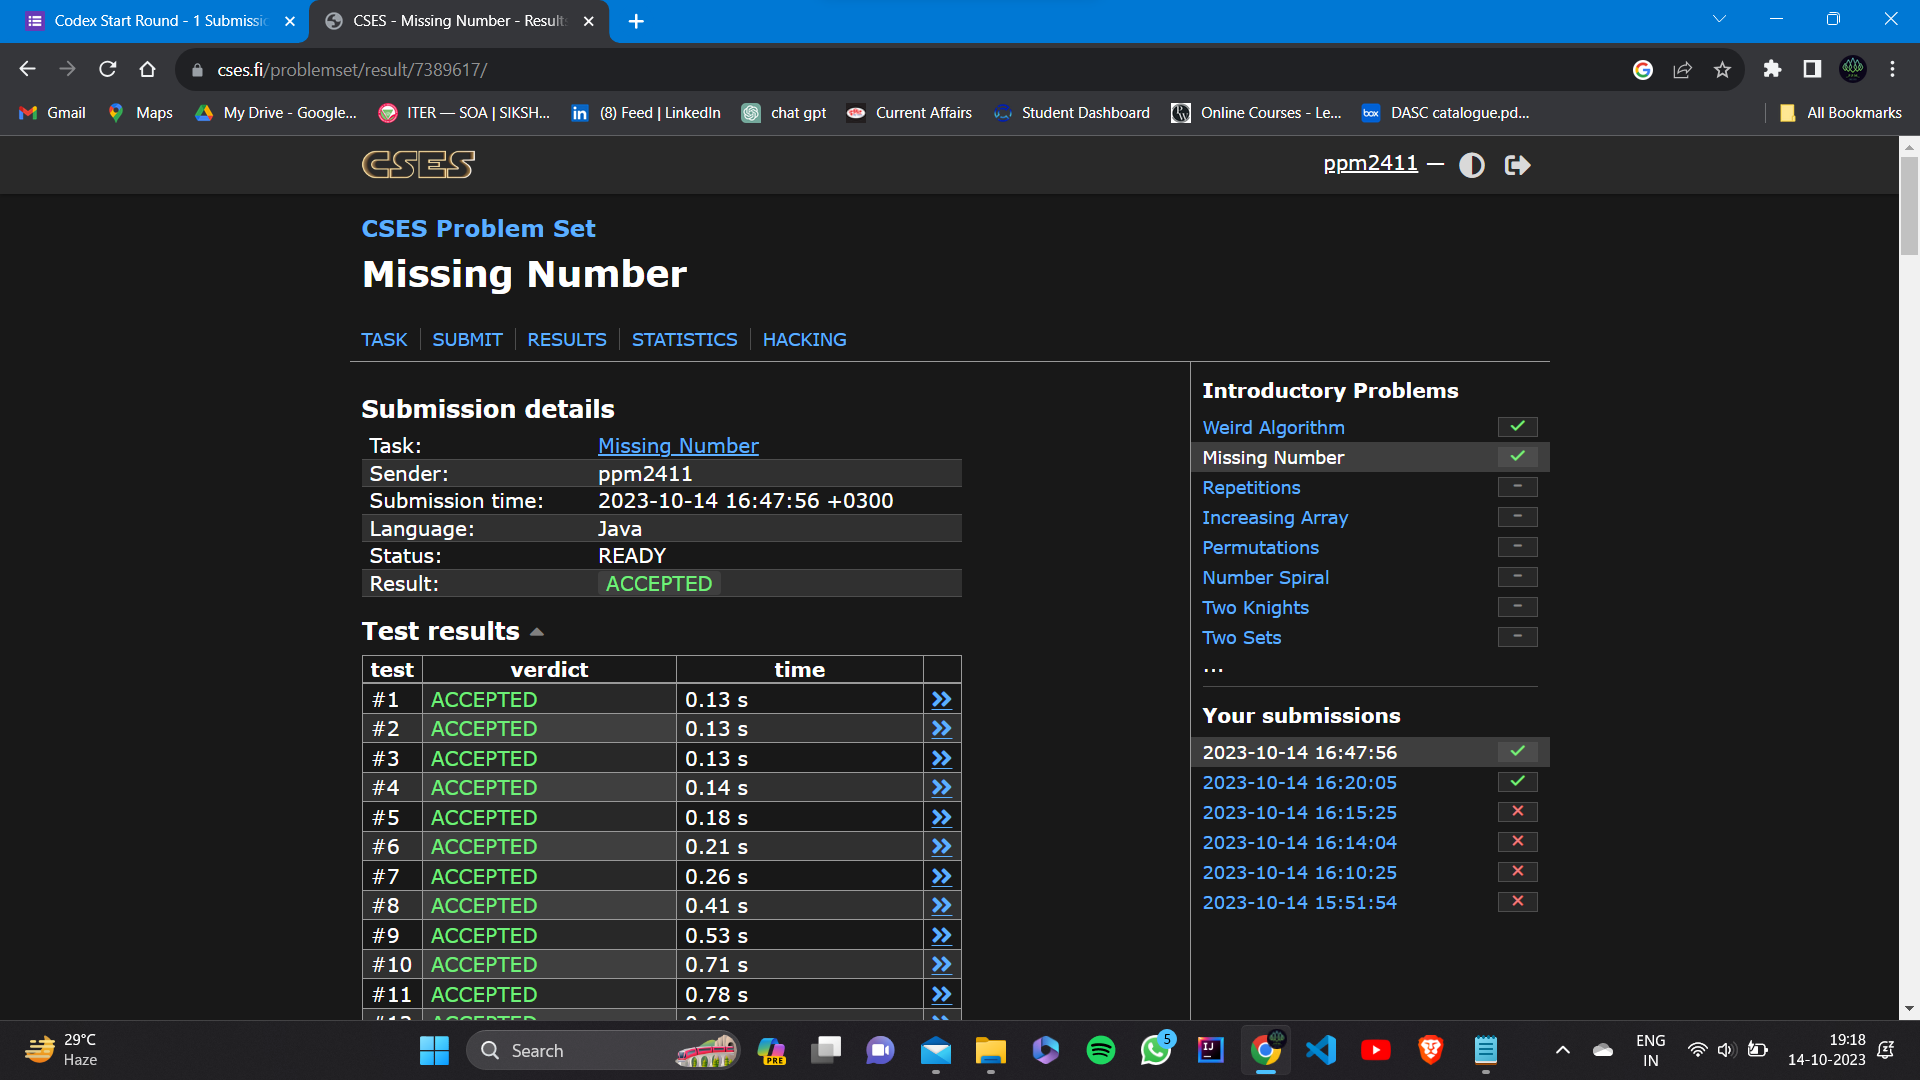 Codex Start Round - 1 Submissic
CSES - Missing Number - Results
cses.fi/problemset/result/7389617/
Gmail Maps My Drive - Google... ITER — SOA | SIKSH... (8) Feed | LinkedIn chat gpt Current Affairs Student Dashboard Online Courses - Le... DASC catalogue.pd... All Bookmarks
CSES
ppm2411 —
CSES Problem Set
Missing Number
TASK SUBMIT RESULTS STATISTICS HACKING
Submission details
Task: Missing Number
Sender: ppm2411
Submission time: 2023-10-14 16:47:56 +0300
Language: Java
Status: READY
Result: ACCEPTED
Test results
test verdict time
#1 ACCEPTED 0.13 s
#2 ACCEPTED 0.13 s
#3 ACCEPTED 0.13 s
#4 ACCEPTED 0.14 s
#5 ACCEPTED 0.18 s
#6 ACCEPTED 0.21 s
#7 ACCEPTED 0.26 s
#8 ACCEPTED 0.41 s
#9 ACCEPTED 0.53 s
#10 ACCEPTED 0.71 s
#11 ACCEPTED 0.78 s
Introductory Problems
Weird Algorithm
Missing Number
Repetitions –
Increasing Array –
Permutations –
Number Spiral –
Two Knights –
Two Sets –
...
Your submissions
2023-10-14 16:47:56
2023-10-14 16:20:05
2023-10-14 16:15:25
2023-10-14 16:14:04
2023-10-14 16:10:25
2023-10-14 15:51:54
29°C
Haze
Search
PRE
5
ENG
IN
19:18
14-10-2023